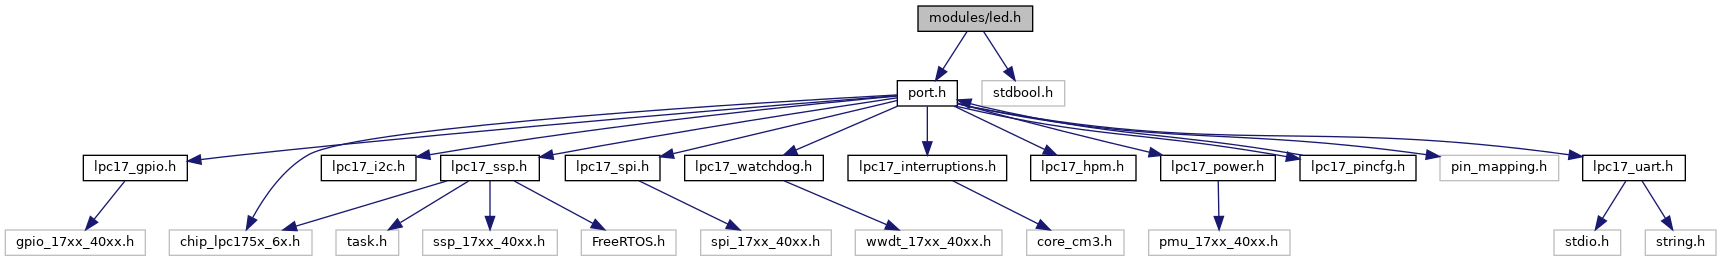 modules/led.h
port.h
stdbool.h
lpc17_gpio.h
lpc17_i2c.h
lpc17_ssp.h
lpc17_spi.h
lpc17_watchdog.h
lpc17_interruptions.h
lpc17_hpm.h
lpc17_power.h
lpc17_pincfg.h
pin_mapping.h
lpc17_uart.h
gpio_17xx_40xx.h
chip_lpc175x_6x.h
task.h
ssp_17xx_40xx.h
FreeRTOS.h
spi_17xx_40xx.h
wwdt_17xx_40xx.h
core_cm3.h
pmu_17xx_40xx.h
stdio.h
string.h